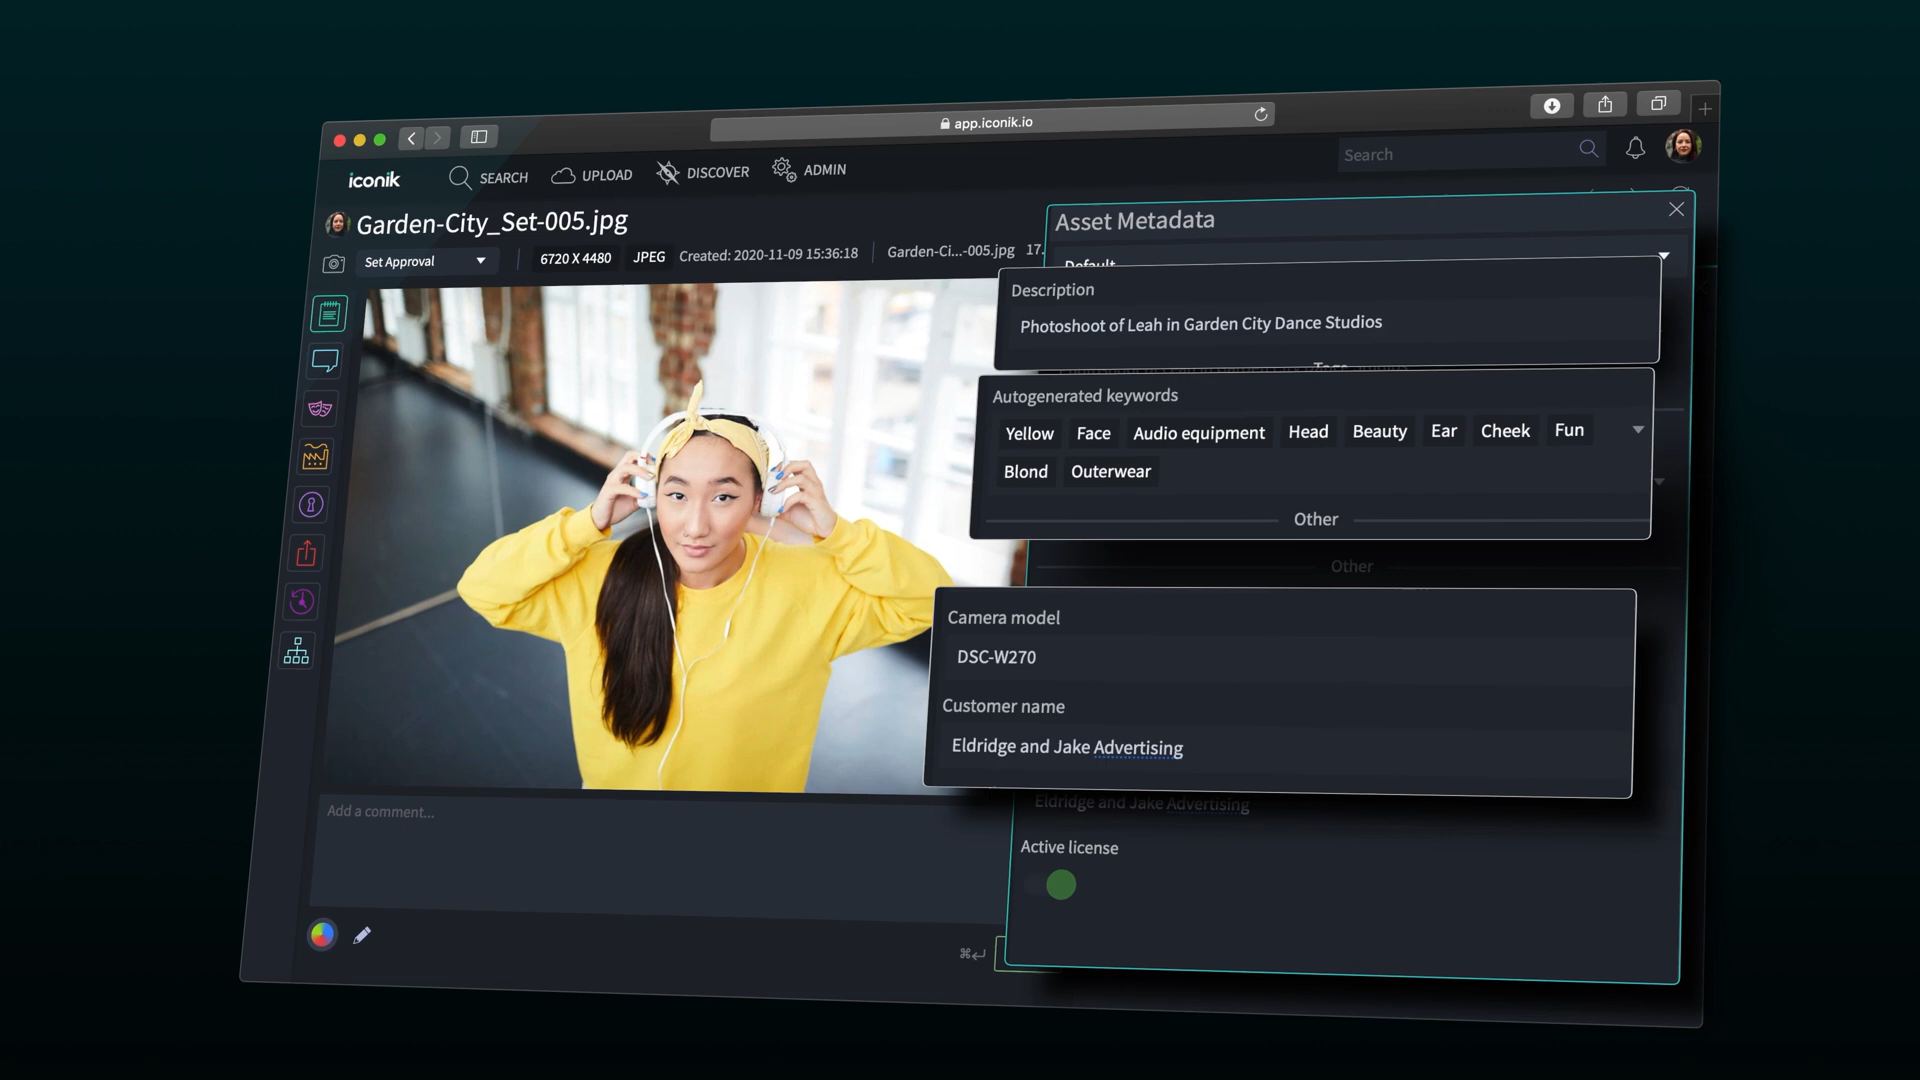 app.iconik.io
iconik
SEARCH
UPLOAD
DISCOVER
ADMIN
Search
Garden-City_Set-005.jpg
Set Approval
6720 X 4480
JPEG
Created: 2020-11-09 15:36:18
Garden-Ci...-005.jpg
17.
Asset Metadata
Default
Description
Photoshoot of Leah in Garden City Dance Studios
Tags
Autogenerated keywords
Yellow Face Audio equipment Head Beauty Ear Cheek Fun
Blond Outerwear
Other
Other
Camera model
DSC-W270
Customer name
Eldridge and Jake Advertising
Eldridge and Jake Advertising
Active license
Add a comment...
⌘↵